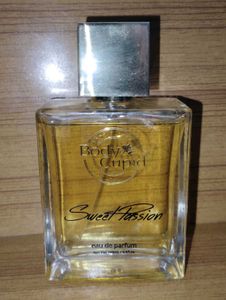 Body
Cupid
Sweet Passion
eau de parfum